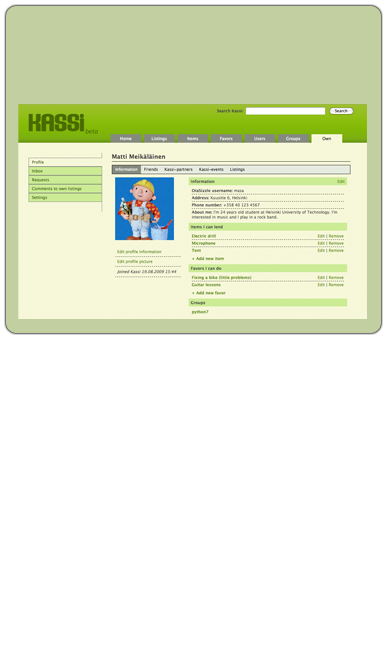 Search Kassi:
Search
KASSI
beta
Home
Listings
Items
Favors
Users
Groups
Own
Matti Meikäläinen
Profile
Inbox
Requests
Comments to own listings
Settings
Information
Friends
Kassi-partners
Kassi-events
Listings
Edit profile information
Edit profile picture
Joined Kassi 19.08.2009 15:44
Information
Edit
OtaSizzle username:
Address: Kuusitie 8, Helsinki
Phone number: +358 40 123 4567
About me: I'm 24 years old student at Helsinki University of Technology. I'm
interested in music and I play in a rock band.
Items I can lend
Electric drill Edit | Remove
Microphone Edit | Remove
Tent Edit | Remove
+ Add new item
Favors I can do
Fixing a bike (little problems) Edit | Remove
Guitar lessons Edit | Remove
+ Add new favor
Groups
python7